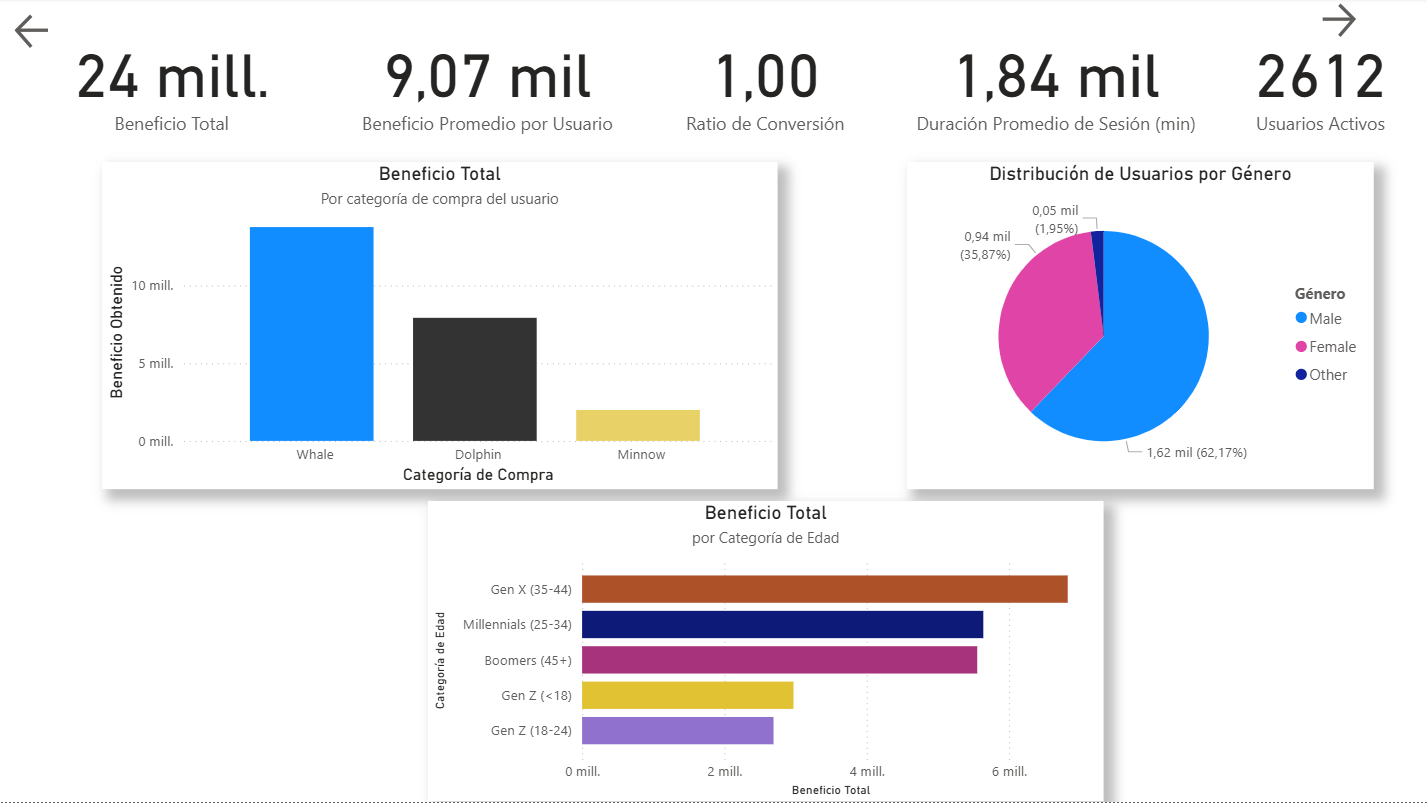 24 mill.
Beneficio Total
9,07 mil
Beneficio Promedio por Usuario
1,00
Ratio de Conversión
1,84 mil
Duración Promedio de Sesión (min)
2612
Usuarios Activos
Beneficio Total
Por categoría de compra del usuario
Beneficio Obtenido
10 mill.
5 mill.
0 mill.
Whale
Dolphin
Minnow
Categoría de Compra
Distribución de Usuarios por Género
0,05 mil
(1,95%)
0,94 mil
(35,87%)
1,62 mil (62,17%)
Género
Male
Female
Other
Beneficio Total
por Categoría de Edad
Categoría de Edad
Gen X (35-44)
Millennials (25-34)
Boomers (45+)
Gen Z (<18)
Gen Z (18-24)
0 mill.
2 mill.
4 mill.
6 mill.
Beneficio Total